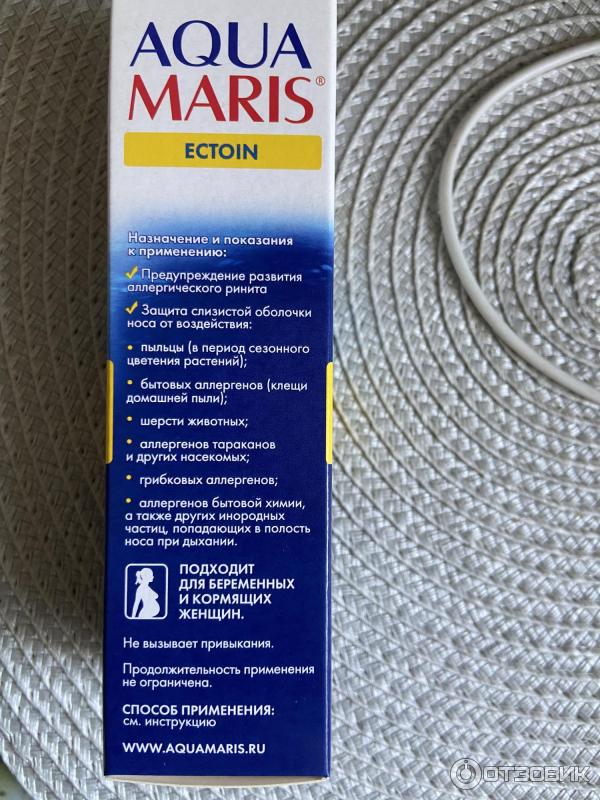 AQUA
MARIS®
ECTOIN
Назначение и показания
к применению:
Предупреждение развития
аллергического ринита
Защита слизистой оболочки
носа от воздействия:
• пыльцы (в период сезонного
цветения растений);
• бытовых аллергенов (клещи
домашней пыли);
• шерсти животных;
• аллергенов тараканов
и других насекомых;
• грибковых аллергенов;
• аллергенов бытовой химии,
а также других инородных
частиц, попадающих в полость
носа при дыхании.
ПОДХОДИТ
ДЛЯ БЕРЕМЕННЫХ
И КОРМЯЩИХ
ЖЕНЩИН.
Не вызывает привыкания.
Продолжительность применения
не ограничена.
СПОСОБ ПРИМЕНЕНИЯ:
см. инструкцию
WWW.AQUAMARIS.RU
ОТЗОВИК